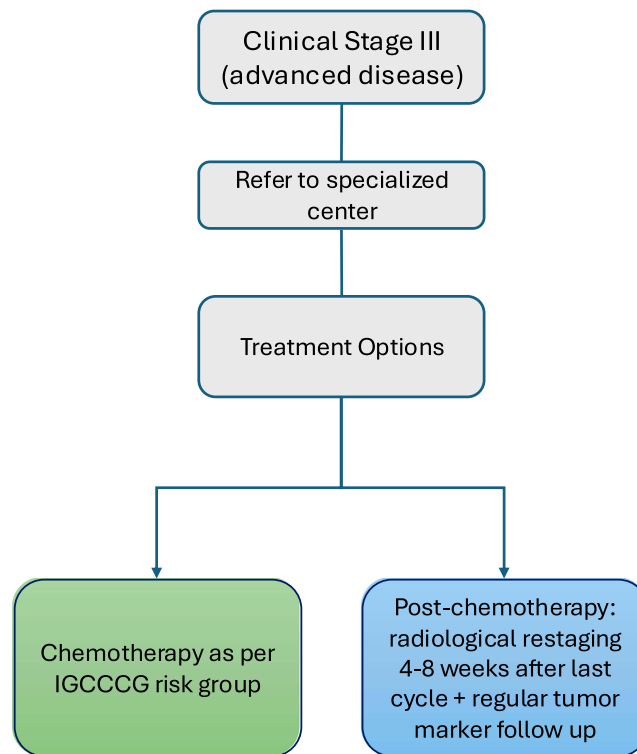 Clinical Stage III
(advanced disease)
Refer to specialized
center
Treatment Options
Chemotherapy as per
IGCCCG risk group
Post-chemotherapy:
radiological restaging
4-8 weeks after last
cycle + regular tumor
marker follow up